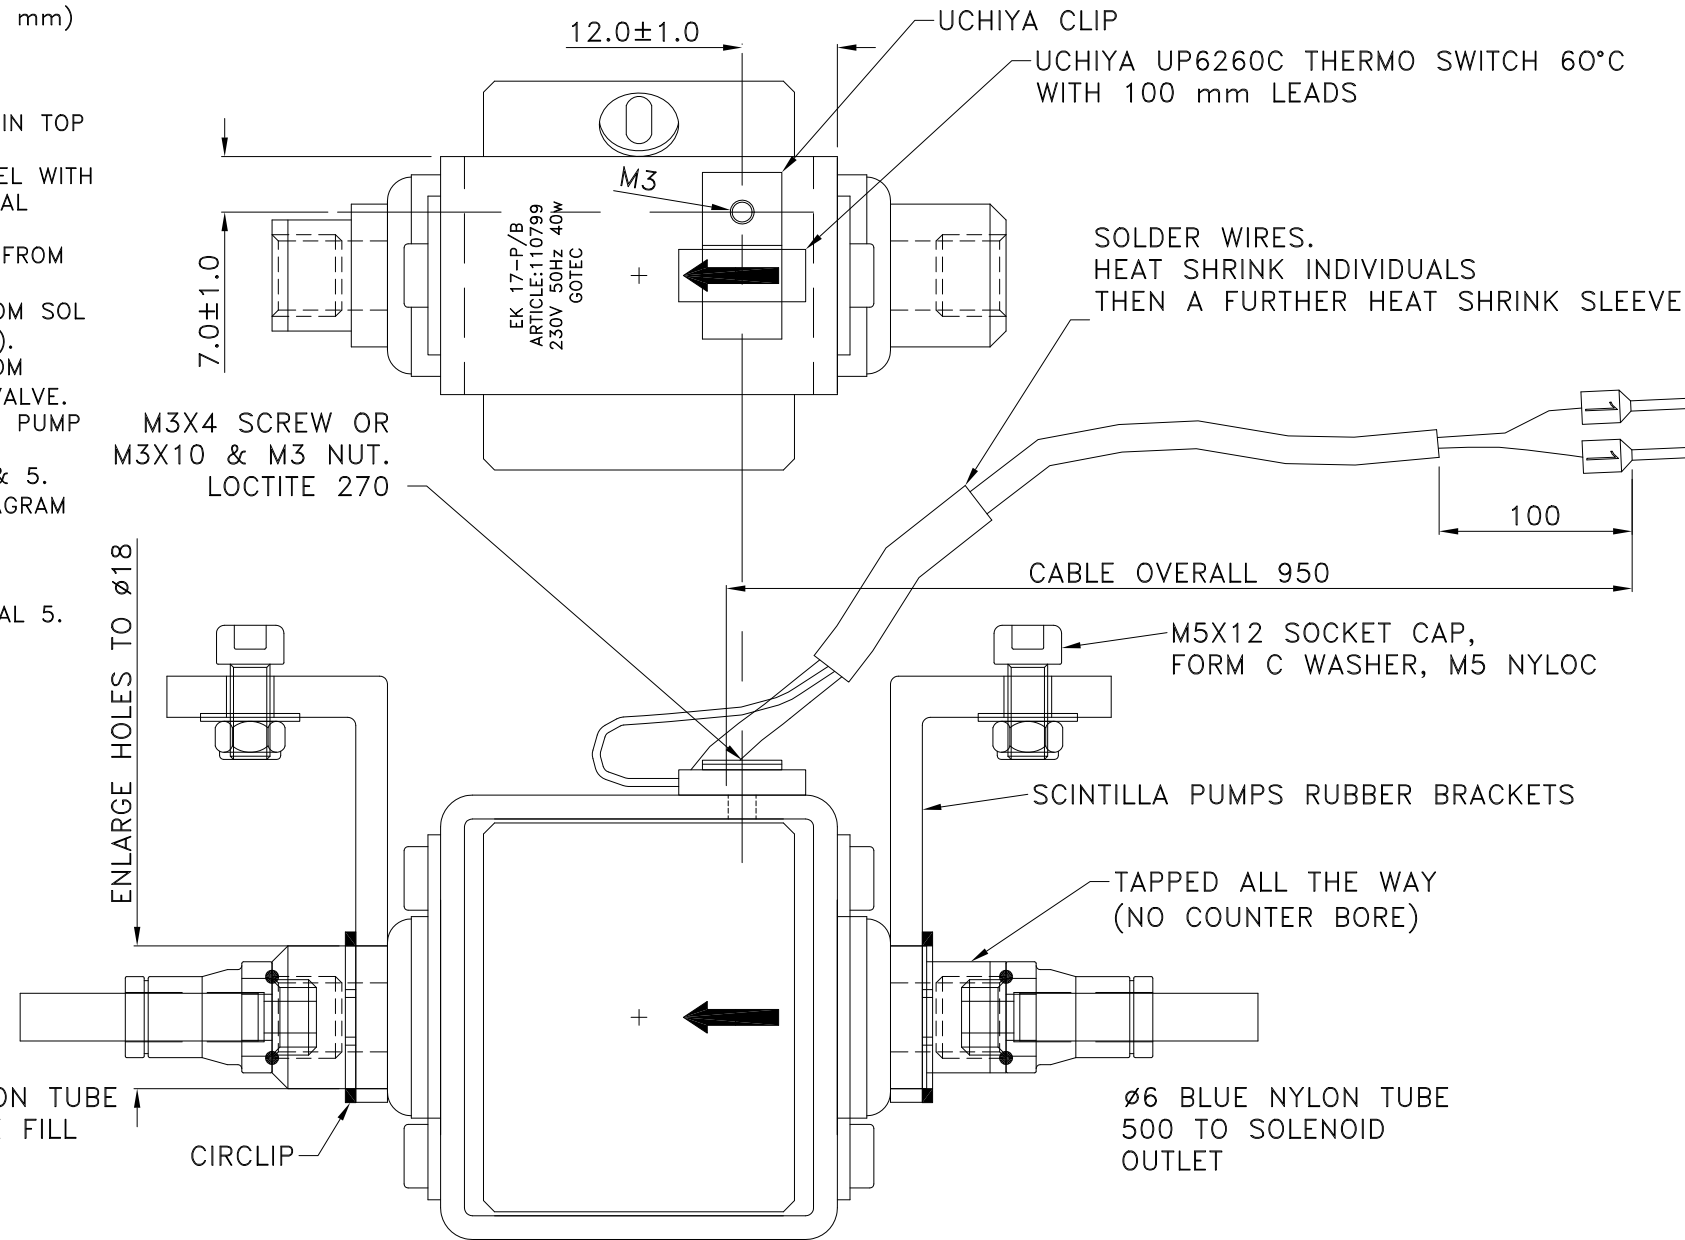 mm)
IN TOP
EL WITH
AL
FROM
OM SOL
).
OM
VALVE.
PUMP
& 5.
AGRAM
AL 5.
12.0±1.0
UCHIYA CLIP
UCHIYA UP6260C THERMO SWITCH 60°C
WITH 100 mm LEADS
M3
7.0±1.0
EK 17-P/B
ARTICLE:110799
230V 50Hz 40w
GOTEC
SOLDER WIRES.
HEAT SHRINK INDIVIDUALS
THEN A FURTHER HEAT SHRINK SLEEVE
M3X4 SCREW OR
M3X10 & M3 NUT.
LOCTITE 270
1
1
100
CABLE OVERALL 950
ENLARGE HOLES TO ø18
M5X12 SOCKET CAP,
FORM C WASHER, M5 NYLOC
SCINTILLA PUMPS RUBBER BRACKETS
TAPPED ALL THE WAY
(NO COUNTER BORE)
ON TUBE
FILL
CIRCLIP
ø6 BLUE NYLON TUBE
500 TO SOLENOID
OUTLET